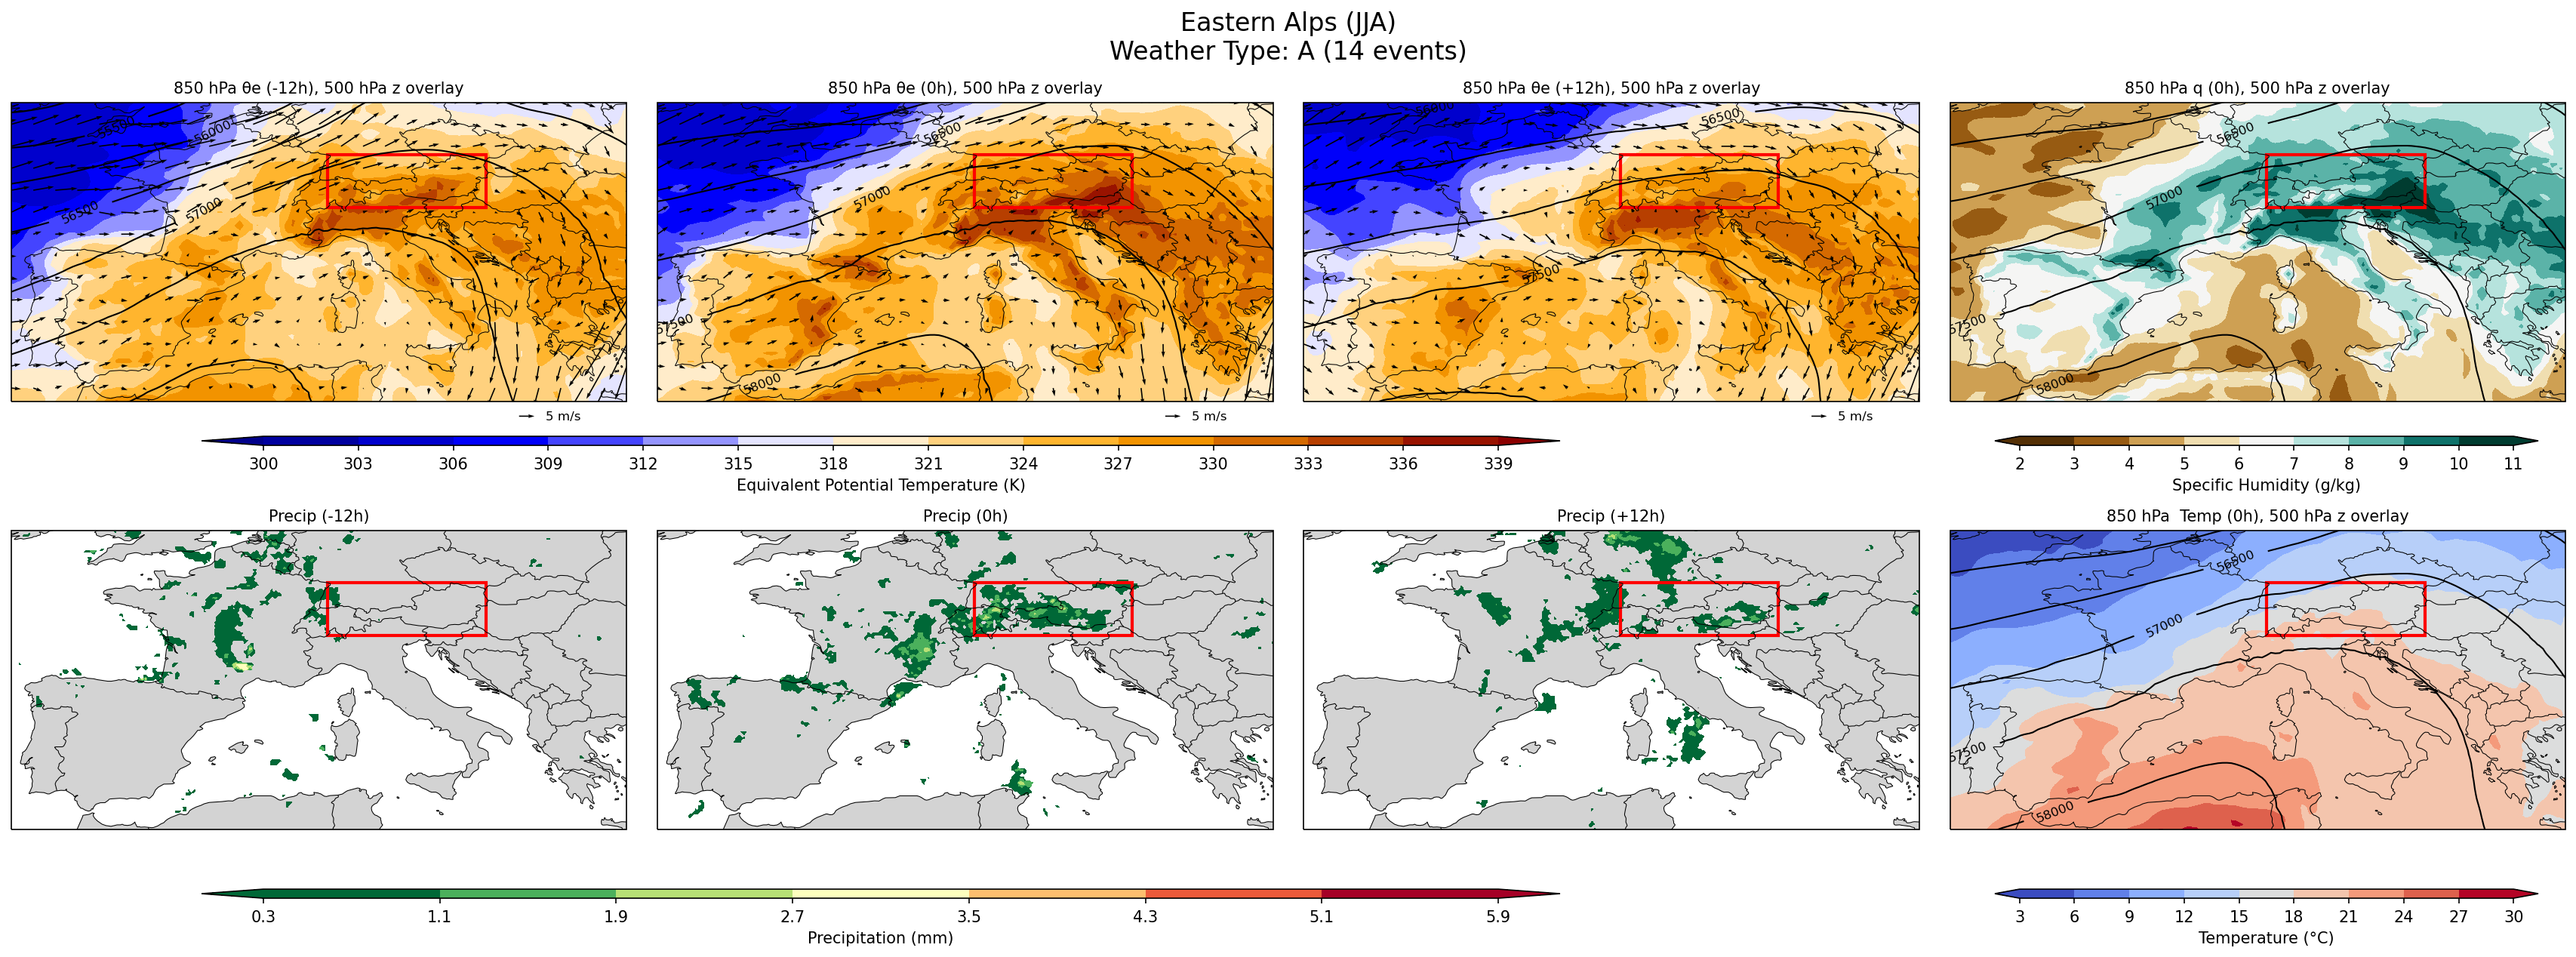 Eastern Alps (JJA)
Weather Type: A (14 events)
850 hPa θe (-12h), 500 hPa z overlay
850 hPa θe (0h), 500 hPa z overlay
850 hPa θe (+12h), 500 hPa z overlay
850 hPa q (0h), 500 hPa z overlay
56000
56500
57000
56500
57000
57500
58000
56500
57500
56500
57000
57500
58000
5 m/s
5 m/s
5 m/s
300 303 306 309 312 315 318 321 324 327 330 333 336 339
Equivalent Potential Temperature (K)
2 3 4 5 6 7 8 9 10 11
Specific Humidity (g/kg)
Precip (-12h)
Precip (0h)
Precip (+12h)
850 hPa  Temp (0h), 500 hPa z overlay
56500
57000
57500
58000
0.3 1.1 1.9 2.7 3.5 4.3 5.1 5.9
Precipitation (mm)
3 6 9 12 15 18 21 24 27 30
Temperature (°C)